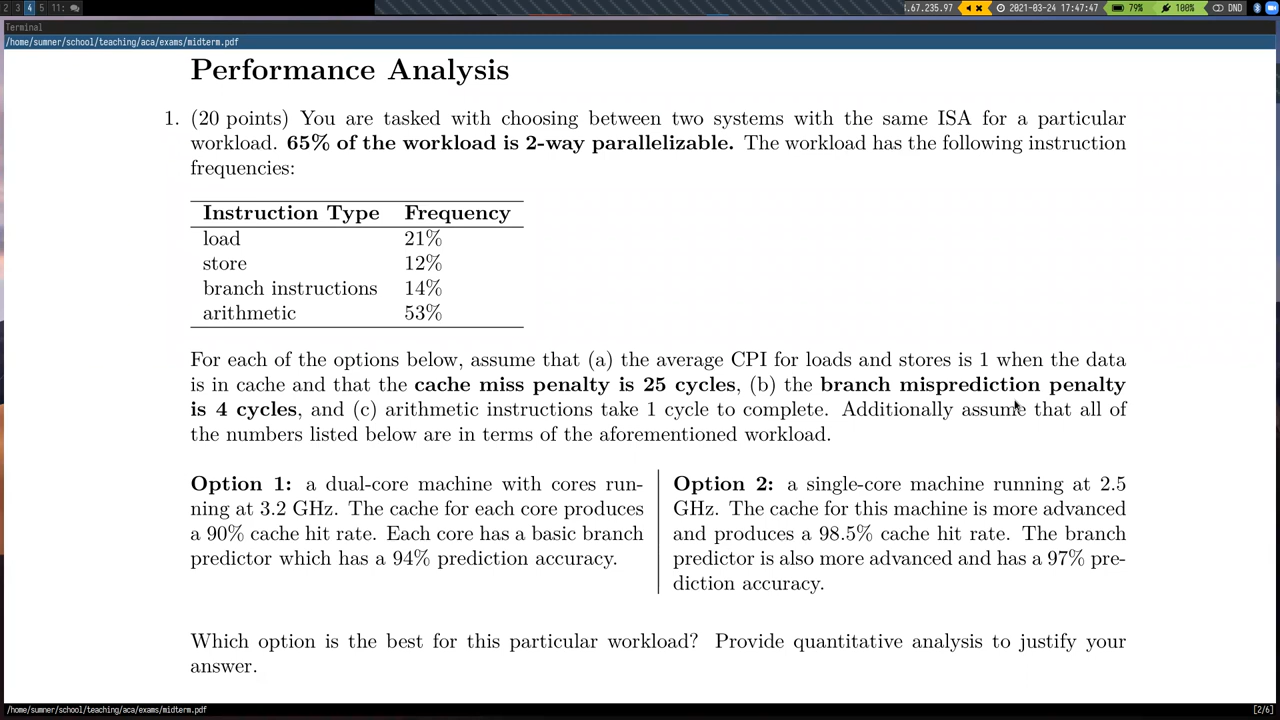 2 3 4 5 11:
.67.235.97 2021-03-24 17:47:47 79% 100% DND
Terminal
/home/sumner/school/teaching/aca/exams/midterm.pdf
Performance Analysis
1. (20 points) You are tasked with choosing between two systems with the same ISA for a particular
workload. 65% of the workload is 2-way parallelizable. The workload has the following instruction
frequencies:
Instruction Type Frequency
load 21%
store 12%
branch instructions 14%
arithmetic 53%
For each of the options below, assume that (a) the average CPI for loads and stores is 1 when the data
is in cache and that the cache miss penalty is 25 cycles, (b) the branch misprediction penalty
is 4 cycles, and (c) arithmetic instructions take 1 cycle to complete. Additionally assume that all of
the numbers listed below are in terms of the aforementioned workload.
Option 1: a dual-core machine with cores run-
ning at 3.2 GHz. The cache for each core produces
a 90% cache hit rate. Each core has a basic branch
predictor which has a 94% prediction accuracy.
Option 2: a single-core machine running at 2.5
GHz. The cache for this machine is more advanced
and produces a 98.5% cache hit rate. The branch
predictor is also more advanced and has a 97% pre-
diction accuracy.
Which option is the best for this particular workload? Provide quantitative analysis to justify your
answer.
/home/sumner/school/teaching/aca/exams/midterm.pdf [2/6]